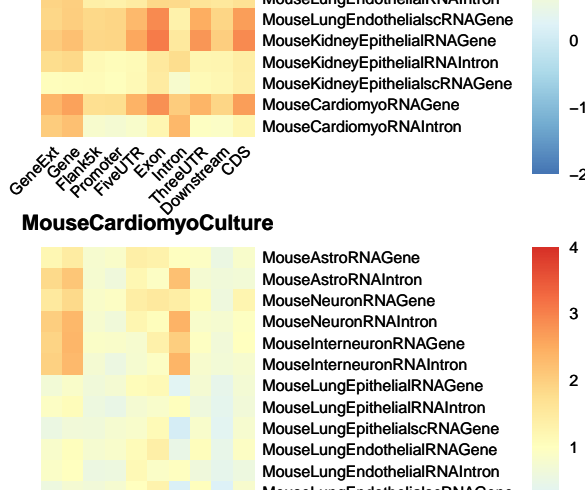 MouseLungEndothelialRNAIntron
MouseLungEndothelialscRNAGene
MouseKidneyEpithelialRNAGene
MouseKidneyEpithelialRNAIntron
MouseKidneyEpithelialscRNAGene
MouseCardiomyoRNAGene
MouseCardiomyoRNAIntron
0
−1
−2
GeneExt
Gene
Flank5k
Promoter
FiveUTR
Exon
Intron
ThreeUTR
Downstream
CDS
MouseCardiomyoCulture
MouseAstroRNAGene
MouseAstroRNAIntron
MouseNeuronRNAGene
MouseNeuronRNAIntron
MouseInterneuronRNAGene
MouseInterneuronRNAIntron
MouseLungEpithelialRNAGene
MouseLungEpithelialRNAIntron
MouseLungEpithelialscRNAGene
MouseLungEndothelialRNAGene
MouseLungEndothelialRNAIntron
MouseLungEndothelialscRNAGene
4
3
2
1